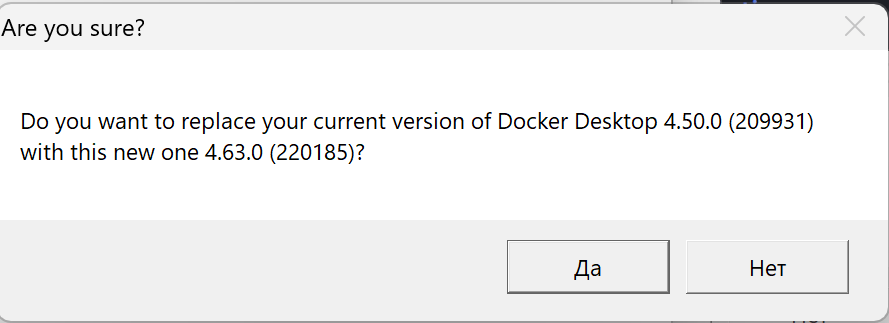 Are you sure?
Do you want to replace your current version of Docker Desktop 4.50.0 (209931)
with this new one 4.63.0 (220185)?
Да
Нет